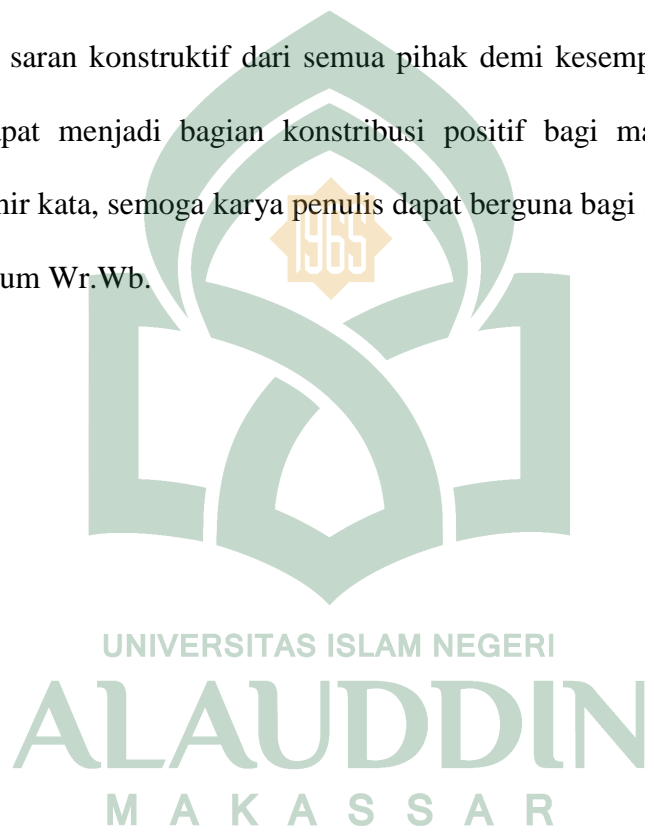 saran konstruktif dari semua pihak demi kesemp
pat menjadi bagian konstribusi positif bagi ma
hir kata, semoga karya penulis dapat berguna bagi
um Wr.Wb.
1965
UNIVERSITAS ISLAM NEGERI
ALAUDDIN
MAKASSAR